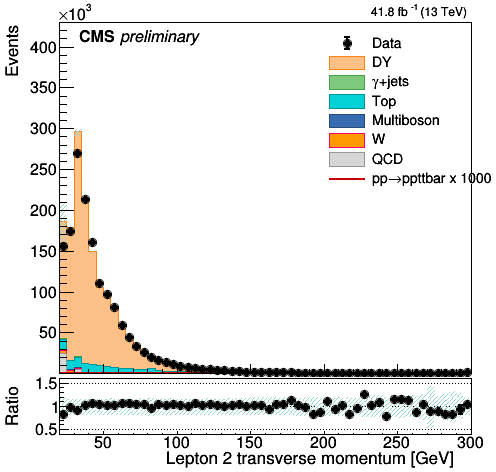 ×10³
41.8 fb⁻¹ (13 TeV)
CMS preliminary
Events
400
350
300
250
200
150
100
50
Data
DY
γ+jets
Top
Multiboson
W
QCD
pp→ppttbar x 1000
Ratio
1.5
1
0.5
50
100
150
200
250
300
Lepton 2 transverse momentum [GeV]